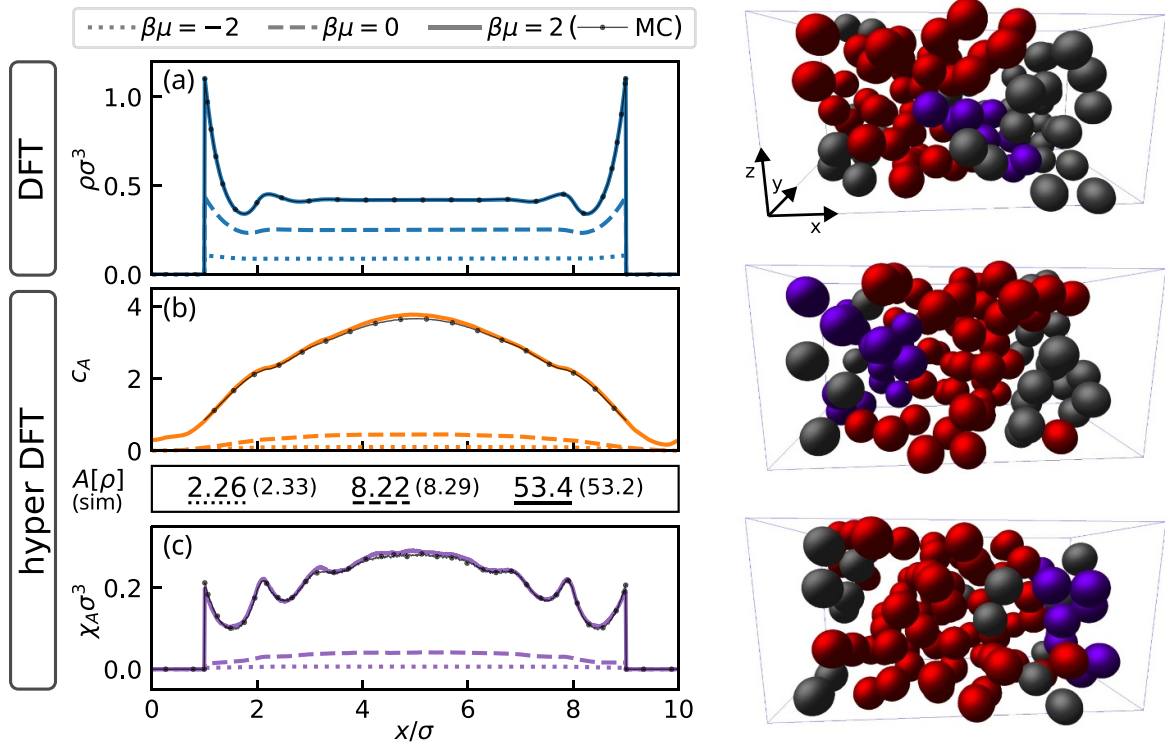 βμ = −2 βμ = 0 βμ = 2 ( MC)
DFT
(a)
ρσ³
1.0
0.5
0.0
hyper DFT
(b)
c_A
4
2
0
A[ρ] 2.26 (2.33) 8.22 (8.29) 53.4 (53.2)
(sim)
(c)
χ_Aσ³
0.2
0.0
0 2 4 6 8 10
x/σ
z
y
x